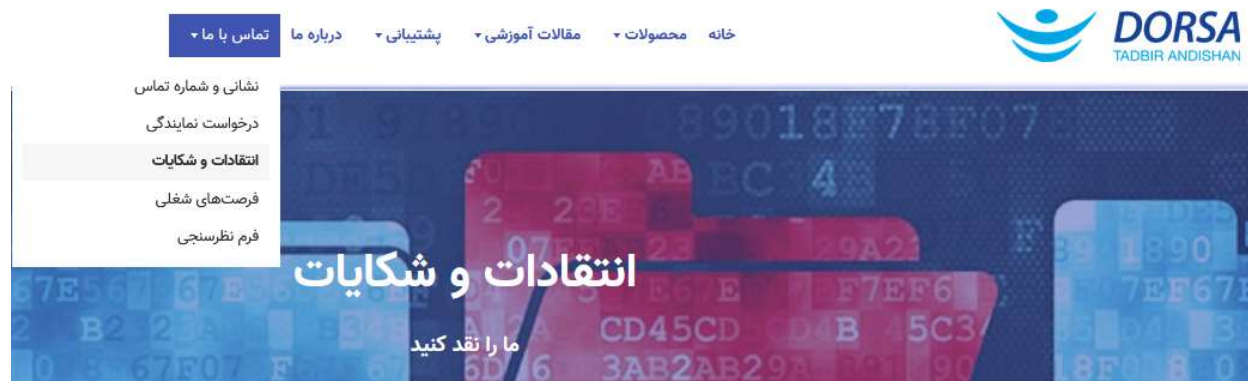 DORSA
TADBIR ANDISHAN
خانه محصولات مقالات آموزشی پشتیبانی درباره ما تماس با ما
نشانی و شماره تماس
درخواست نمایندگی
انتقادات و شکایات
فرصت‌های شغلی
فرم نظرسنجی
انتقادات و شکایات
ما را نقد کنید